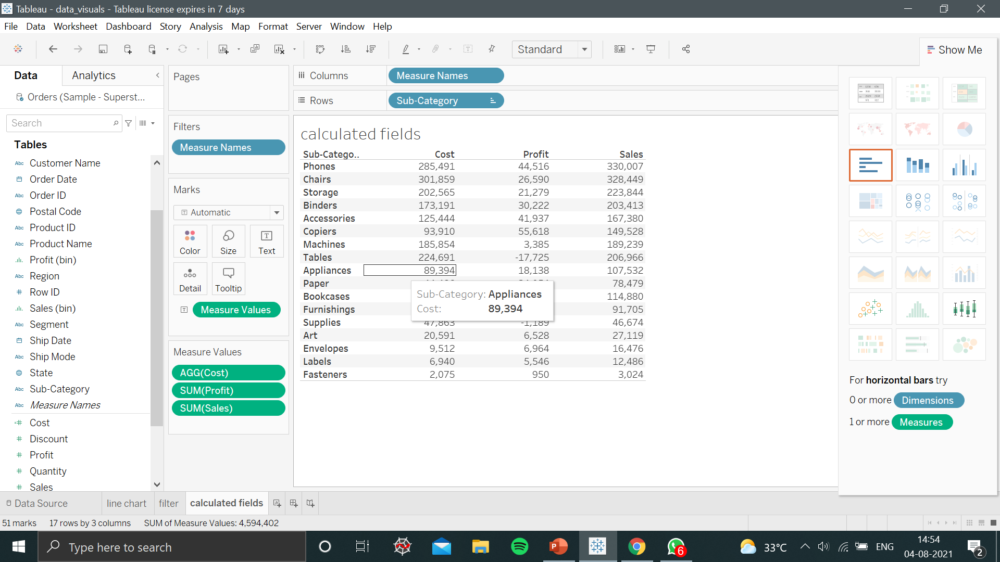 Tableau - data_visuals - Tableau license expires in 7 days
File Data Worksheet Dashboard Story Analysis Map Format Server Window Help
Standard
Show Me
Data Analytics
Orders (Sample - Superst...
Search
Tables
Abc Customer Name
Order Date
Abc Order ID
Postal Code
Abc Product ID
Abc Product Name
Profit (bin)
Abc Region
# Row ID
Sales (bin)
Abc Segment
Ship Date
Abc Ship Mode
State
Abc Sub-Category
Abc Measure Names
=# Cost
# Discount
# Profit
# Quantity
# Sales
Pages
Filters
Measure Names
Marks
T Automatic
Color Size Text
Detail Tooltip
T Measure Values
Measure Values
AGG(Cost)
SUM(Profit)
SUM(Sales)
Columns Measure Names
Rows Sub-Category
calculated fields
Sub-Catego.. Cost Profit Sales
Phones 285,491 44,516 330,007
Chairs 301,859 26,590 328,449
Storage 202,565 21,279 223,844
Binders 173,191 30,222 203,413
Accessories 125,444 41,937 167,380
Copiers 93,910 55,618 149,528
Machines 185,854 3,385 189,239
Tables 224,691 -17,725 206,966
Appliances 89,394 18,138 107,532
Paper 78,479
Bookcases 114,880
Furnishings 91,705
Supplies 47,863 -1,189 46,674
Art 20,591 6,528 27,119
Envelopes 9,512 6,964 16,476
Labels 6,940 5,546 12,486
Fasteners 2,075 950 3,024
Sub-Category: Appliances
Cost: 89,394
For horizontal bars try
0 or more Dimensions
1 or more Measures
Data Source line chart filter calculated fields
51 marks 17 rows by 3 columns SUM of Measure Values: 4,594,402
Type here to search
P
6
33°C
ENG
14:54
04-08-2021
2